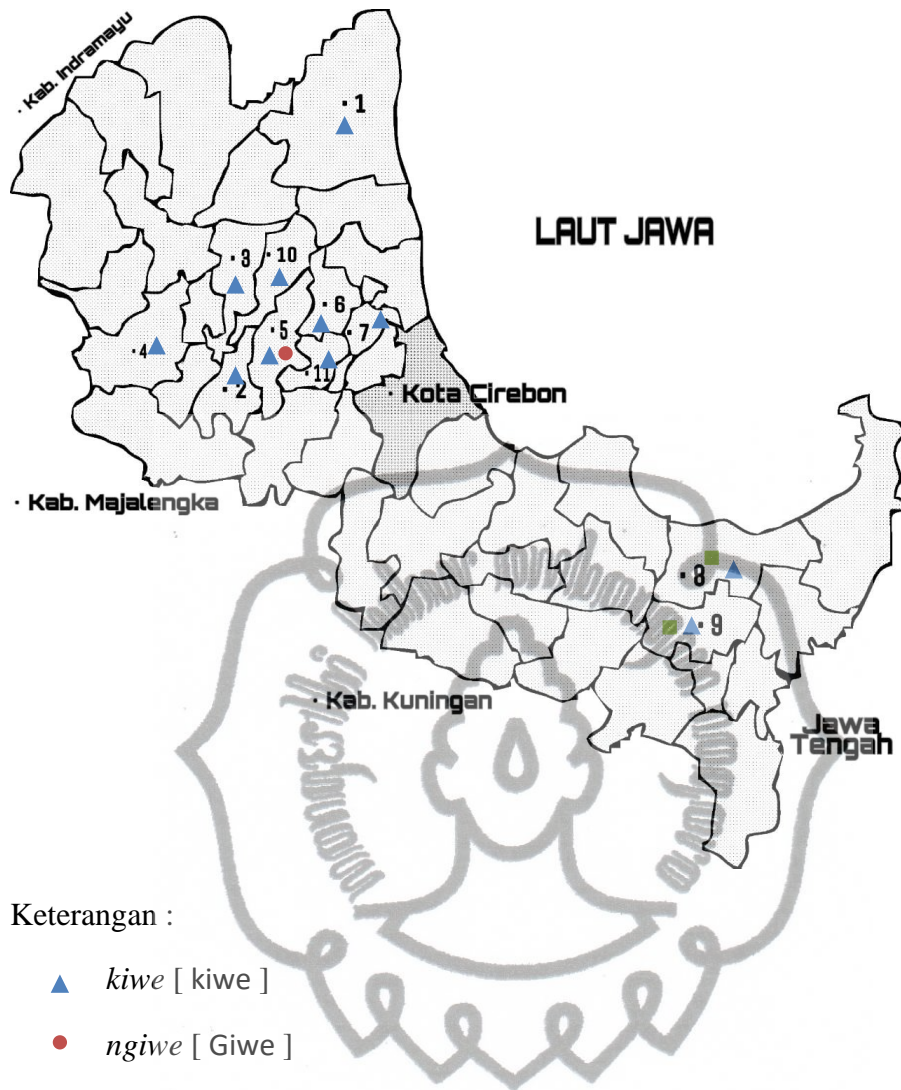 · Kab. Indramayu
· 1
LAUT JAWA
· 3
· 10
· 6
· 5
· 7
· 4
· 11
· 2
· Kota Cirebon
· Kab. Majalengka
· 8
· 9
· Kab. Kuningan
Jawa
Tengah
Keterangan :
kiwe [ kiwe ]
ngiwe [ Giwe ]